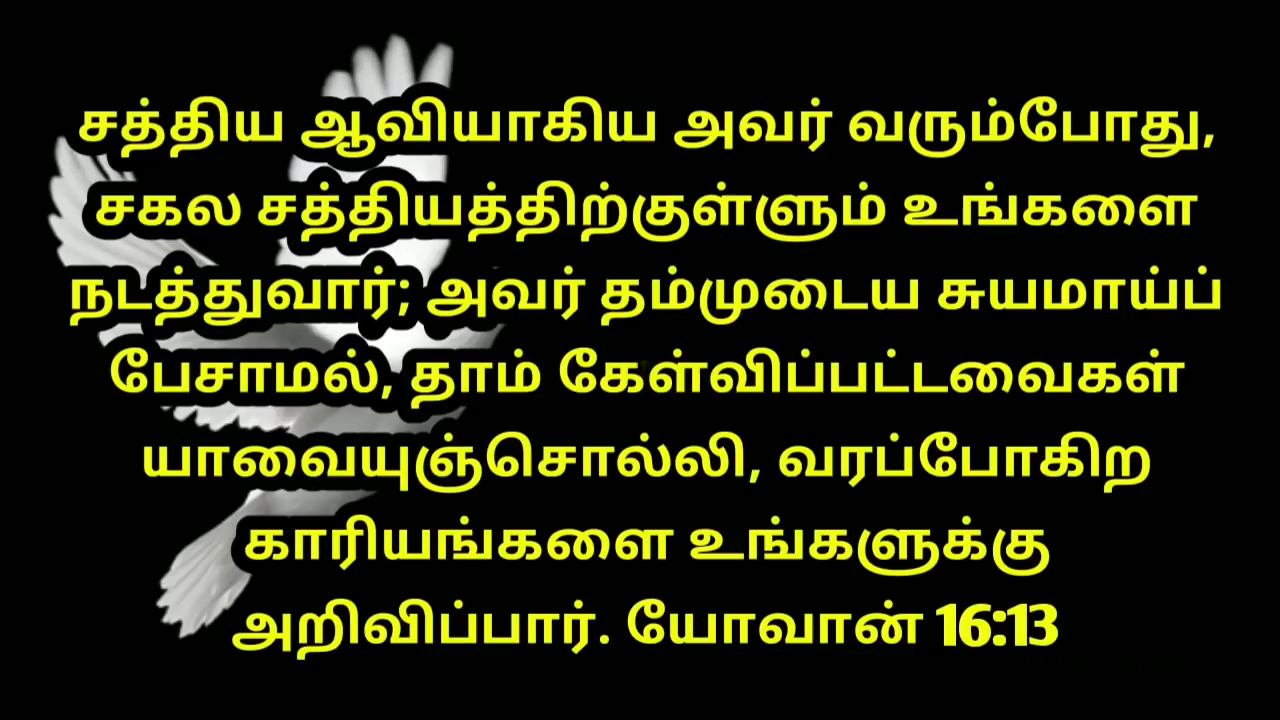 சத்திய ஆவியாகிய அவர் வரும்போது,
சகல சத்தியத்திற்குள்ளும் உங்களை
நடத்துவார்; அவர் தம்முடைய சுயமாய்ப்
பேசாமல், தாம் கேள்விப்பட்டவைகள்
யாவையுஞ்சொல்லி, வரப்போகிற
காரியங்களை உங்களுக்கு
அறிவிப்பார். யோவான் 16:13